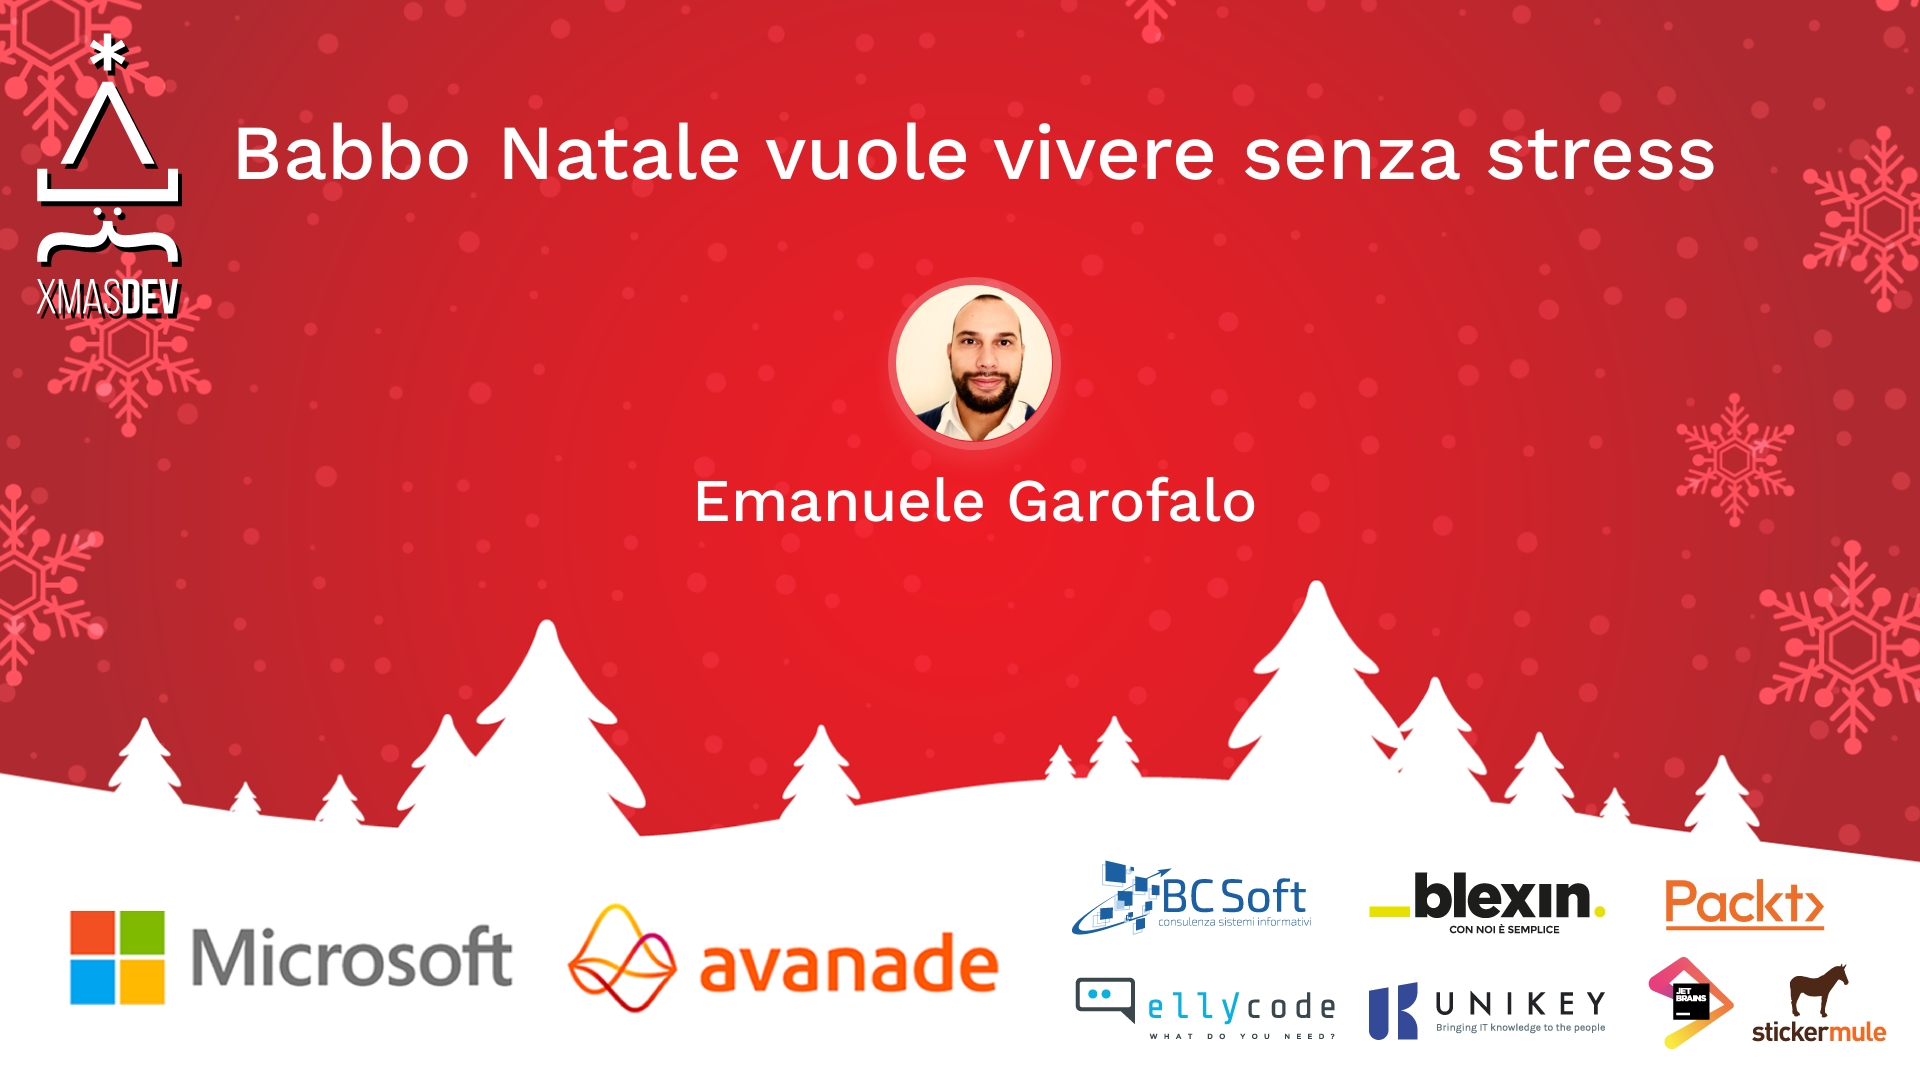 XMASDEV
Babbo Natale vuole vivere senza stress
Emanuele Garofalo
Microsoft
avanade
BC Soft
consulenza sistemi informativi
blexin.
CON NOI È SEMPLICE
Packt>
ellycode
WHAT DO YOU NEED?
UNIKEY
Bringing IT knowledge to the people
JET
BRAINS
stickermule